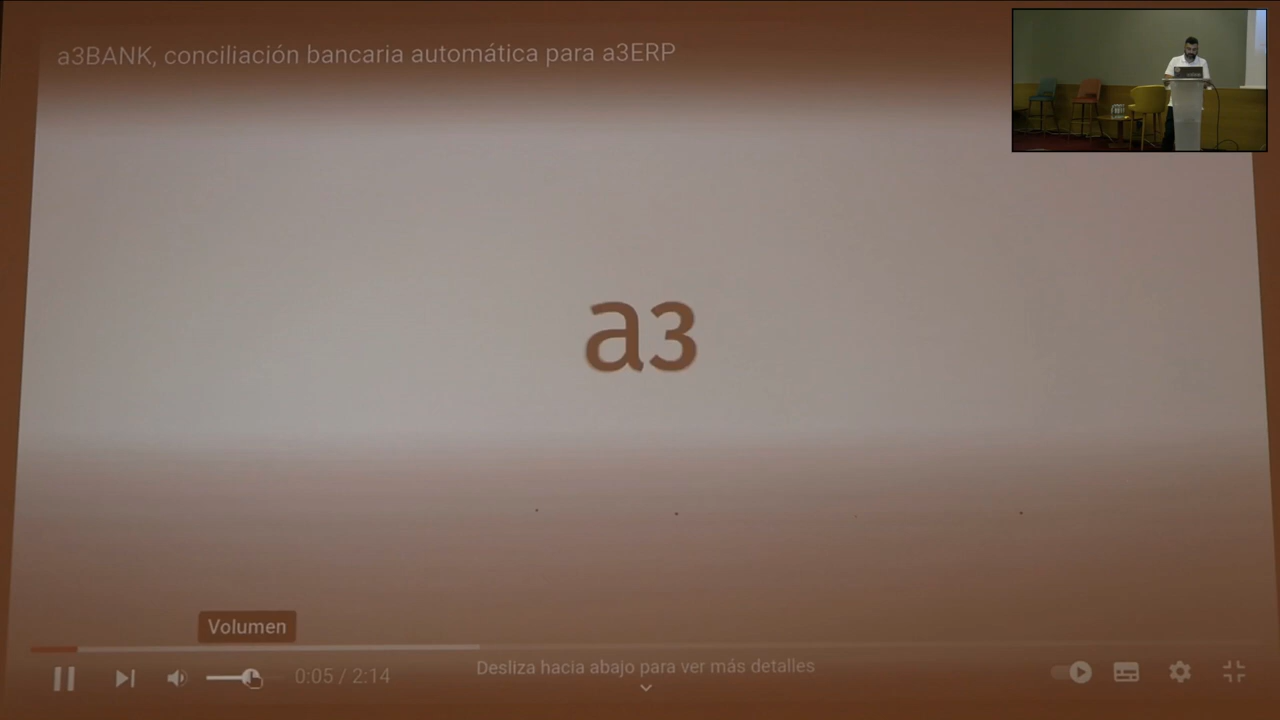 a3BANK, conciliación bancaria automática para a3ERP
a3
Volumen
0:05 / 2:14
Desliza hacia abajo para ver más detalles